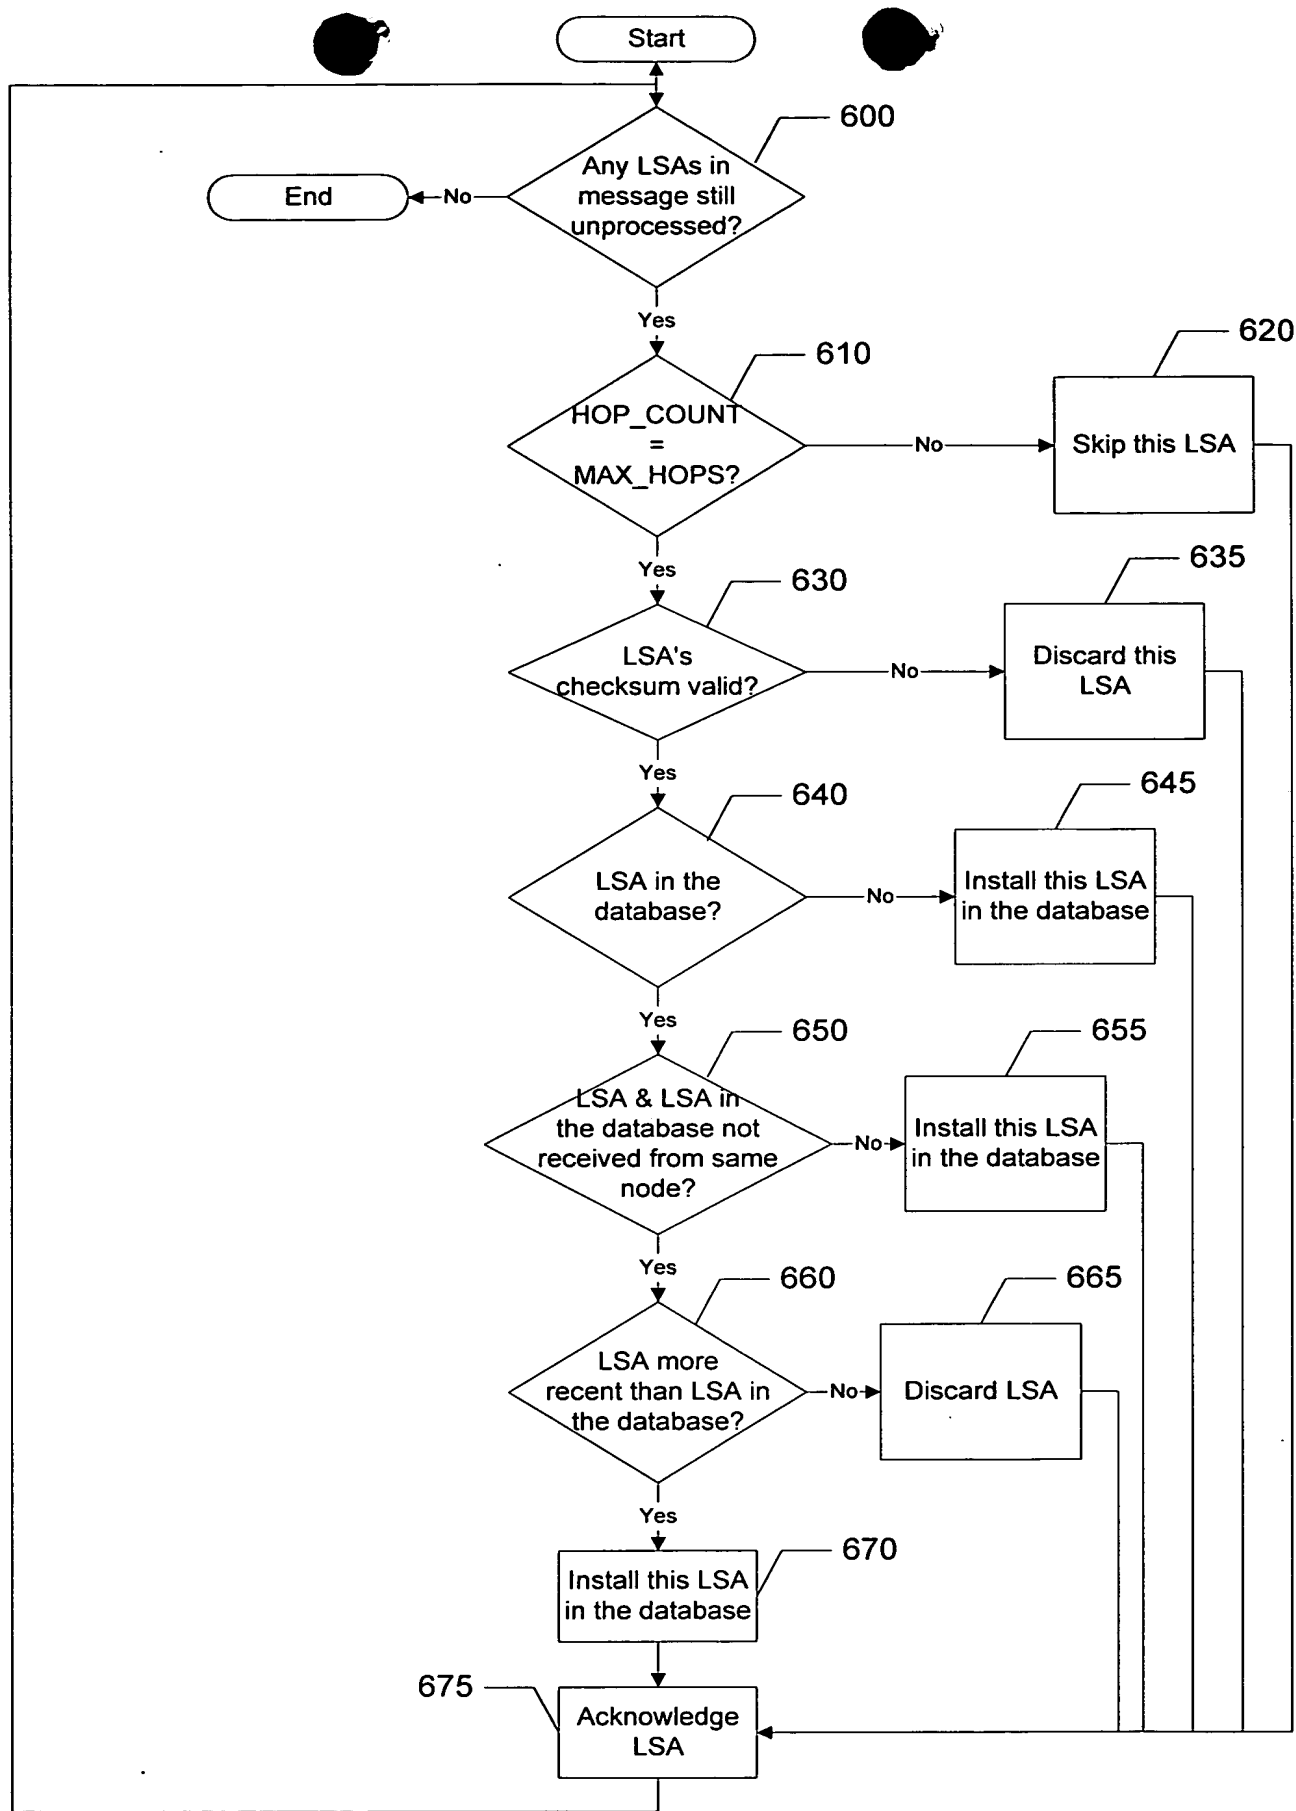 Start
600
Any LSAs in
message still
unprocessed?
No
End
Yes
610
620
HOP_COUNT
=
MAX_HOPS?
No
Skip this LSA
Yes
630
635
LSA's
checksum valid?
No
Discard this
LSA
Yes
640
645
LSA in the
database?
No
Install this LSA
in the database
Yes
650
655
LSA & LSA in
the database not
received from same
node?
No
Install this LSA
in the database
Yes
660
665
LSA more
recent than LSA in
the database?
No
Discard LSA
Yes
670
Install this LSA
in the database
675
Acknowledge
LSA